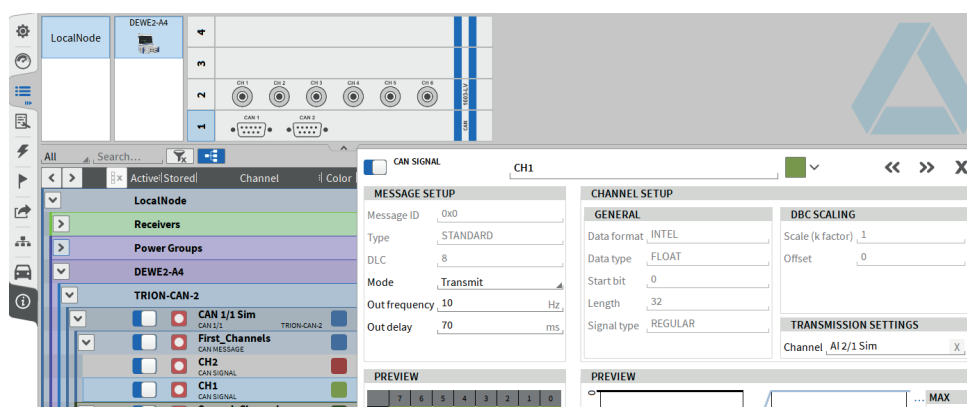 LocalNode
DEWE2-A4
4
3
2
1
CH 1 CH 2 CH 3 CH 4 CH 5 CH 6
1603-LV
CAN 1 CAN 2
CAN
All Search...
Active Stored Channel Color
LocalNode
Receivers
Power Groups
DEWE2-A4
TRION-CAN-2
CAN 1/1 Sim
CAN 1/1 TRION-CAN-2
First_Channels
CAN MESSAGE
CH2
CAN SIGNAL
CH1
CAN SIGNAL
CAN SIGNAL CH1 << >> X
MESSAGE SETUP
Message ID 0x0
Type STANDARD
DLC 8
Mode Transmit
Out frequency 10 Hz
Out delay 70 ms
PREVIEW
7 6 5 4 3 2 1 0
CHANNEL SETUP
GENERAL
Data format INTEL
Data type FLOAT
Start bit 0
Length 32
Signal type REGULAR
DBC SCALING
Scale (k factor) 1
Offset 0
TRANSMISSION SETTINGS
Channel AI 2/1 Sim X
PREVIEW
0
... MAX